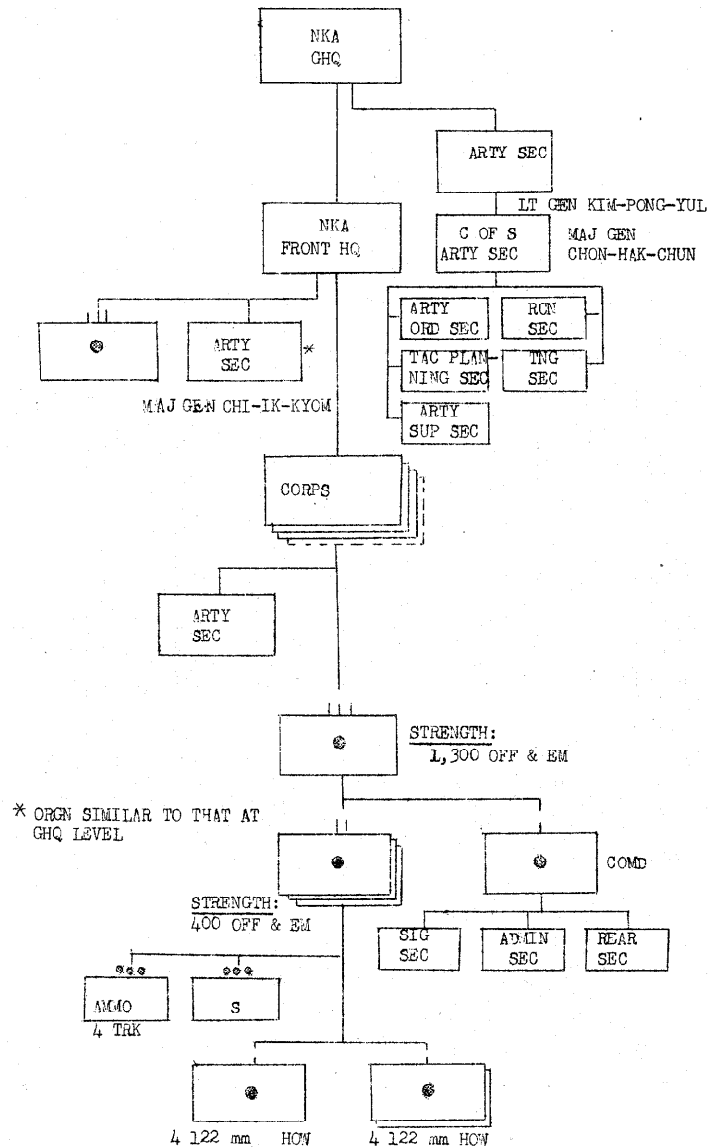 NKA
GHQ
ARTY SEC
LT GEN KIM-PONG-YUL
NKA
FRONT HQ
C OF S
ARTY SEC
MAJ GEN
CHON-HAK-CHUN
ARTY
SEC
*
MAJ GEN CHI-IK-KYOM
ARTY
ORD SEC
RCN
SEC
TAC PLAN-
NING SEC
TNG
SEC
ARTY
SUP SEC
CORPS
ARTY
SEC
STRENGTH:
1,300 OFF & EM
* ORGN SIMILAR TO THAT AT
GHQ LEVEL
STRENGTH:
400 OFF & EM
COMD
SIG
SEC
ADMIN
SEC
REAR
SEC
AMMO
4 TRK
S
4 122 mm HOW
4 122 mm HOW